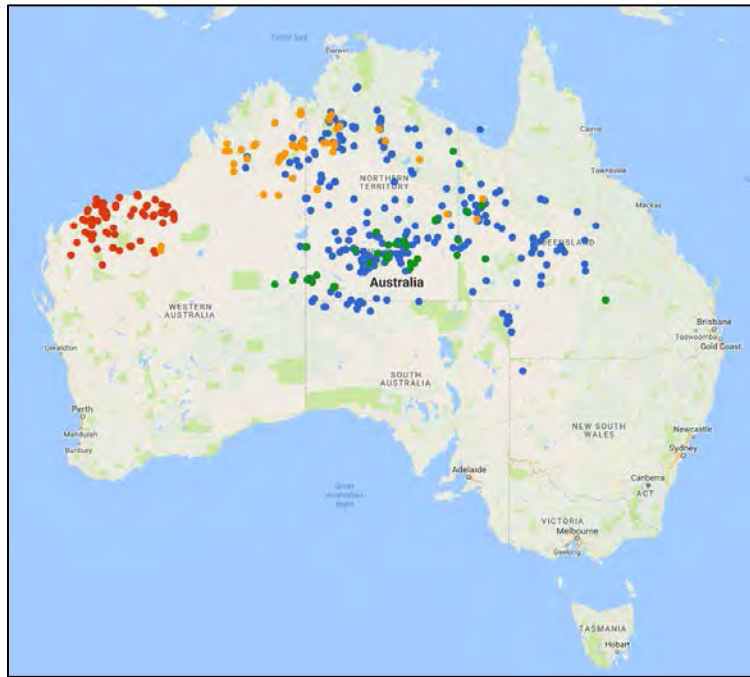 Timor Sea
Darwin
Cairns
Townsville
NORTHERN
TERRITORY
Mackay
Australia
WESTERN
AUSTRALIA
Brisbane
Toowoomba
Gold Coast
Geraldton
SOUTH
AUSTRALIA
Perth
Mandurah
Bunbury
NEW SOUTH
WALES
Newcastle
Sydney
Adelaide
Canberra
ACT
Great
Australian
Bight
VICTORIA
Melbourne
Geelong
TASMANIA
Hobart